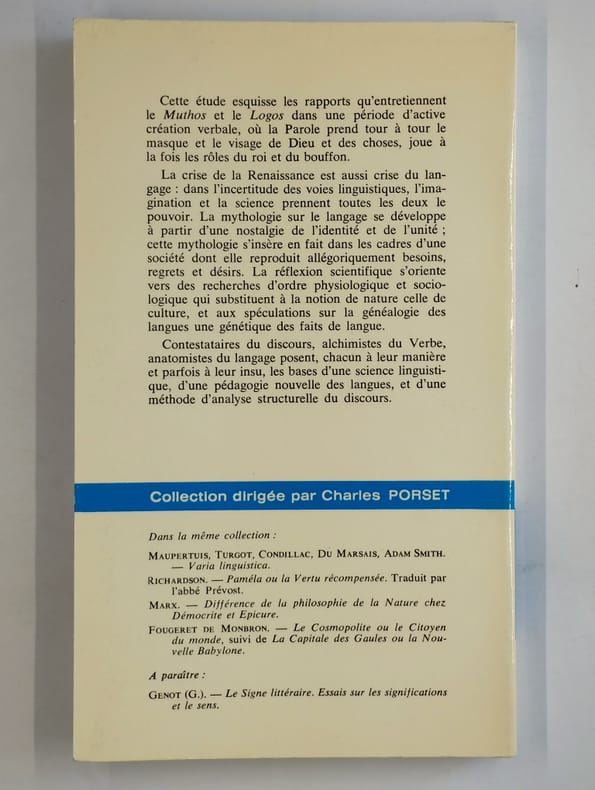 Cette étude esquisse les rapports qu'entretiennent
le Muthos et le Logos dans une période d'active
création verbale, où la Parole prend tour à tour le
masque et le visage de Dieu et des choses, joue à
la fois les rôles du roi et du bouffon.
La crise de la Renaissance est aussi crise du lan-
gage : dans l'incertitude des voies linguistiques, l'ima-
gination et la science prennent toutes les deux le
pouvoir. La mythologie sur le langage se développe
à partir d'une nostalgie de l'identité et de l'unité ;
cette mythologie s'insère en fait dans les cadres d'une
société dont elle reproduit allégoriquement besoins,
regrets et désirs. La réflexion scientifique s'oriente
vers des recherches d'ordre physiologique et socio-
logique qui substituent à la notion de nature celle de
culture, et aux spéculations sur la généalogie des
langues une génétique des faits de langue.
Contestataires du discours, alchimistes du Verbe,
anatomistes du langage posent, chacun à leur manière
et parfois à leur insu, les bases d'une science linguisti-
que, d'une pédagogie nouvelle des langues, et d'une
méthode d'analyse structurelle du discours.
Collection dirigée par Charles PORSET
Dans la même collection :
MAUPERTUIS, TURGOT, CONDILLAC, DU MARSAIS, ADAM SMITH.
— Varia linguistica.
RICHARDSON. — Paméla ou la Vertu récompensée. Traduit par
l'abbé Prévost.
MARX. — Différence de la philosophie de la Nature chez
Démocrite et Epicure.
FOUGERET DE MONBRON. — Le Cosmopolite ou le Citoyen
du monde, suivi de La Capitale des Gaules ou la Nou-
velle Babylone.
A paraître :
GENOT (G.). — Le Signe littéraire. Essais sur les significations
et le sens.